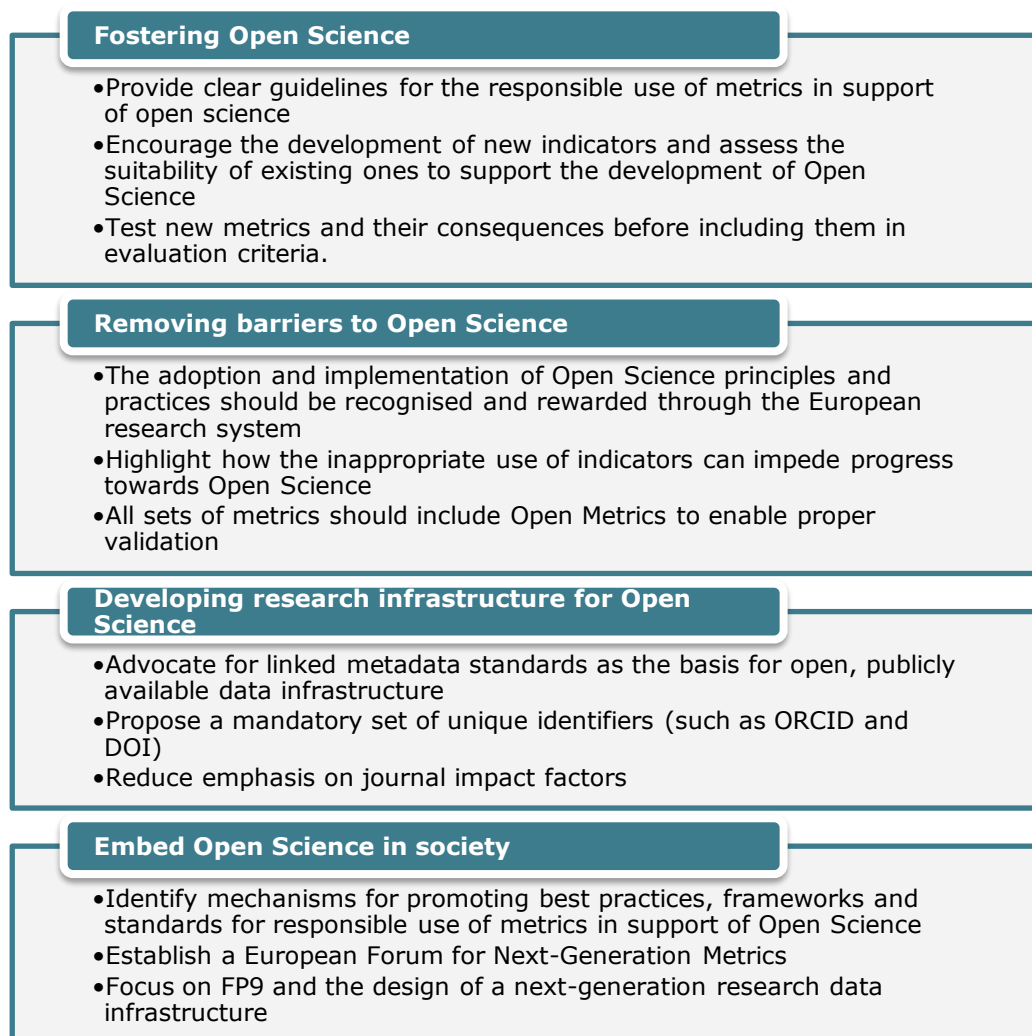 Fostering Open Science
•Provide clear guidelines for the responsible use of metrics in support
of open science
•Encourage the development of new indicators and assess the
suitability of existing ones to support the development of Open
Science
•Test new metrics and their consequences before including them in
evaluation criteria.
Removing barriers to Open Science
•The adoption and implementation of Open Science principles and
practices should be recognised and rewarded through the European
research system
•Highlight how the inappropriate use of indicators can impede progress
towards Open Science
•All sets of metrics should include Open Metrics to enable proper
validation
Developing research infrastructure for Open
Science
•Advocate for linked metadata standards as the basis for open, publicly
available data infrastructure
•Propose a mandatory set of unique identifiers (such as ORCID and
DOI)
•Reduce emphasis on journal impact factors
Embed Open Science in society
•Identify mechanisms for promoting best practices, frameworks and
standards for responsible use of metrics in support of Open Science
•Establish a European Forum for Next-Generation Metrics
•Focus on FP9 and the design of a next-generation research data
infrastructure